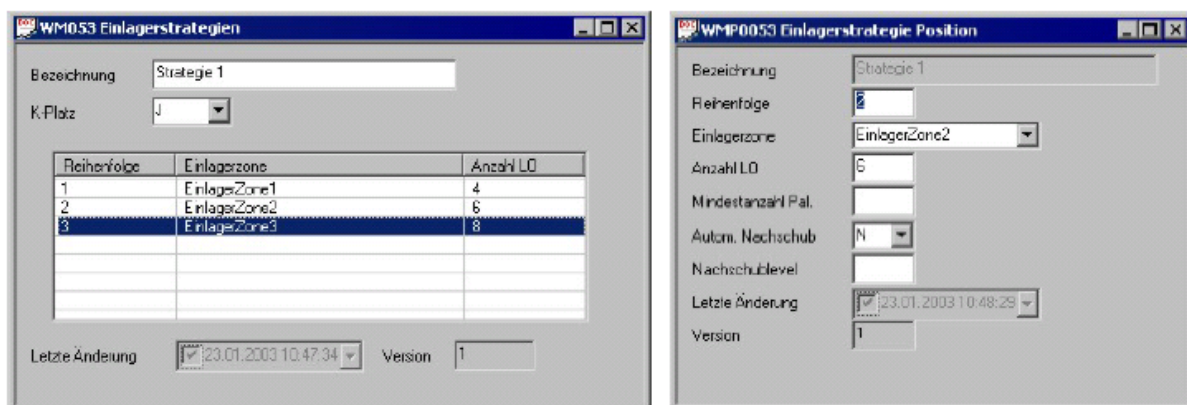 WM053 Einlagerstrategien
Bezeichnung Strategie 1
K-Platz J
Reihenfolge Einlagerzone Anzahl LO
1 EinlagerZone1 4
2 EinlagerZone2 6
3 EinlagerZone3 8
Letzte Änderung 23.01.2003 10:47:34 Version 1
WMP0053 Einlagerstrategie Position
Bezeichnung Strategie 1
Reihenfolge 2
Einlagerzone EinlagerZone2
Anzahl LO 6
Mindestanzahl Pal.
Autom. Nachschub N
Nachschublevel
Letzte Änderung 23.01.2003 10:48:29
Version 1